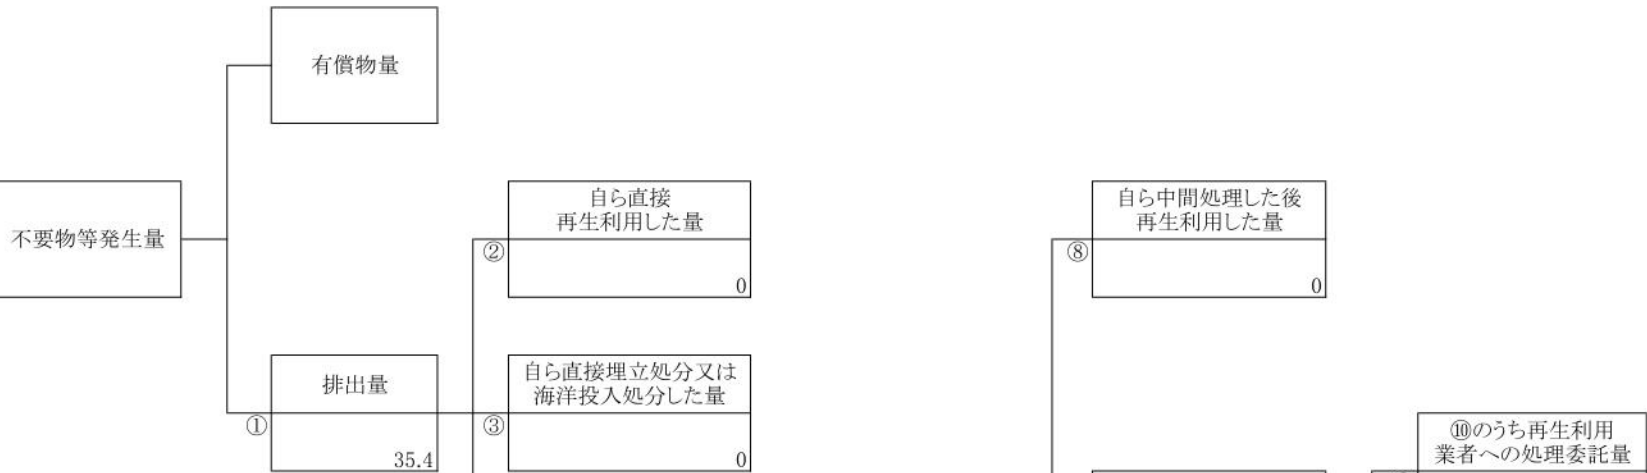 有償物量
不要物等発生量
自ら直接
再生利用した量
②
0
自ら中間処理した後
再生利用した量
⑧
0
排出量
①
35.4
自ら直接埋立処分又は
海洋投入処分した量
③
0
⑩のうち再生利用
業者への処理委託量